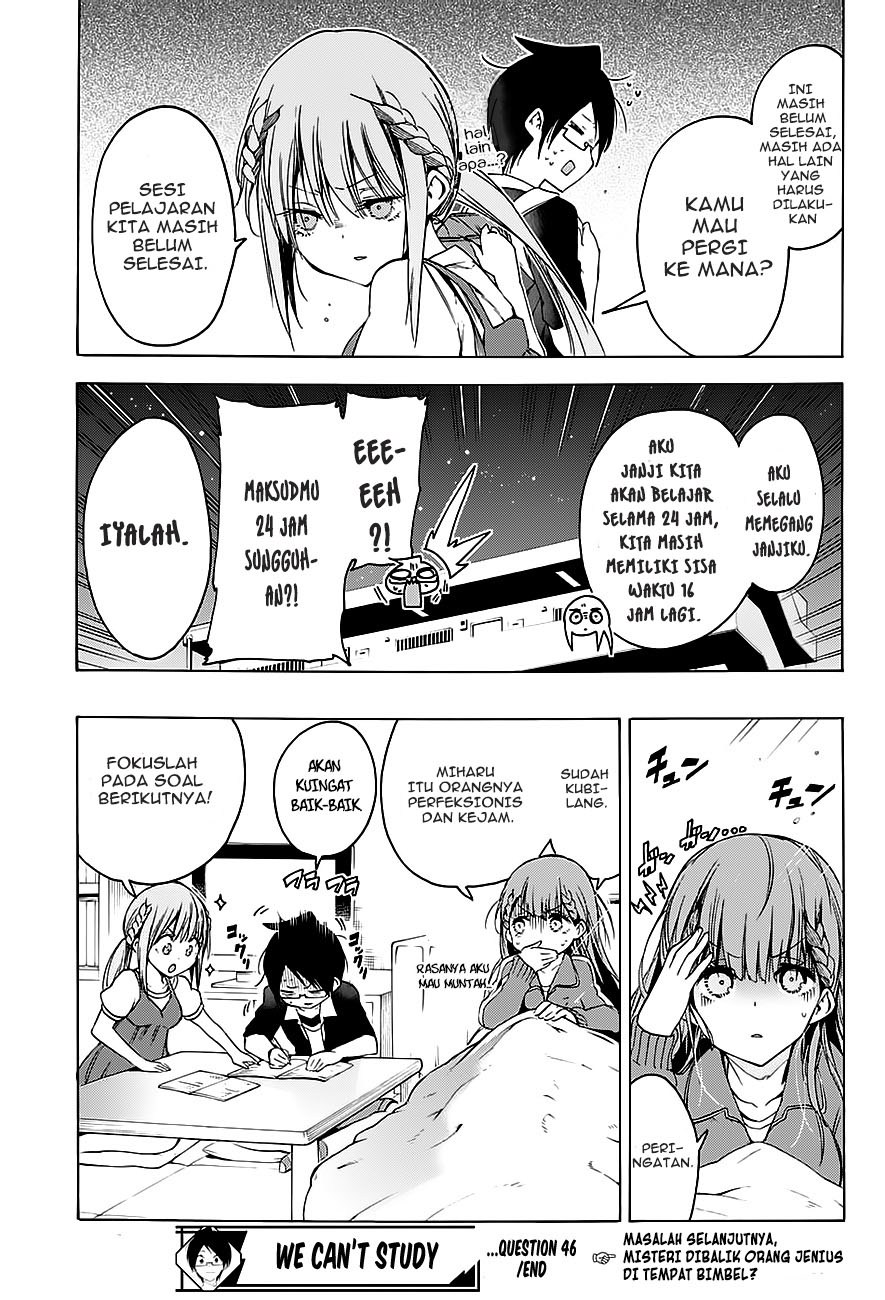 INI
MASIH
BELUM
SELESAI,
MASIH ADA
HAL LAIN
YANG
HARUS
DILAKU-
KAN
KAMU
MAU
PERGI
KE MANA?
hal
lain
apa...?
SESI
PELAJARAN
KITA MASIH
BELUM
SELESAI.
AKU
SELALU
MEMEGANG
JANJIKU.
AKU
JANJI KITA
AKAN BELAJAR
SELAMA 24 JAM,
KITA MASIH
MEMILIKI SISA
WAKTU 16
JAM LAGI.
EEE-
EEH
?!
MAKSUDMU
24 JAM
SUNGGUH-
AN?!
IYALAH.
チュン
チュン
ガンガン...
PERI-
NGATAN.
SUDAH
KUBI-
LANG.
MIHARU
ITU ORANGNYA
PERFEKSIONIS
DAN KEJAM.
RASANYA AKU
MAU MUNTAH..
AKAN
KUINGAT
BAIK-BAIK
FOKUSLAH
PADA SOAL
BERIKUTNYA!
WE CAN'T STUDY
...QUESTION 46
/END
☞ MASALAH SELANJUTNYA,
MISTERI DIBALIK ORANG JENIUS
DI TEMPAT BIMBEL?